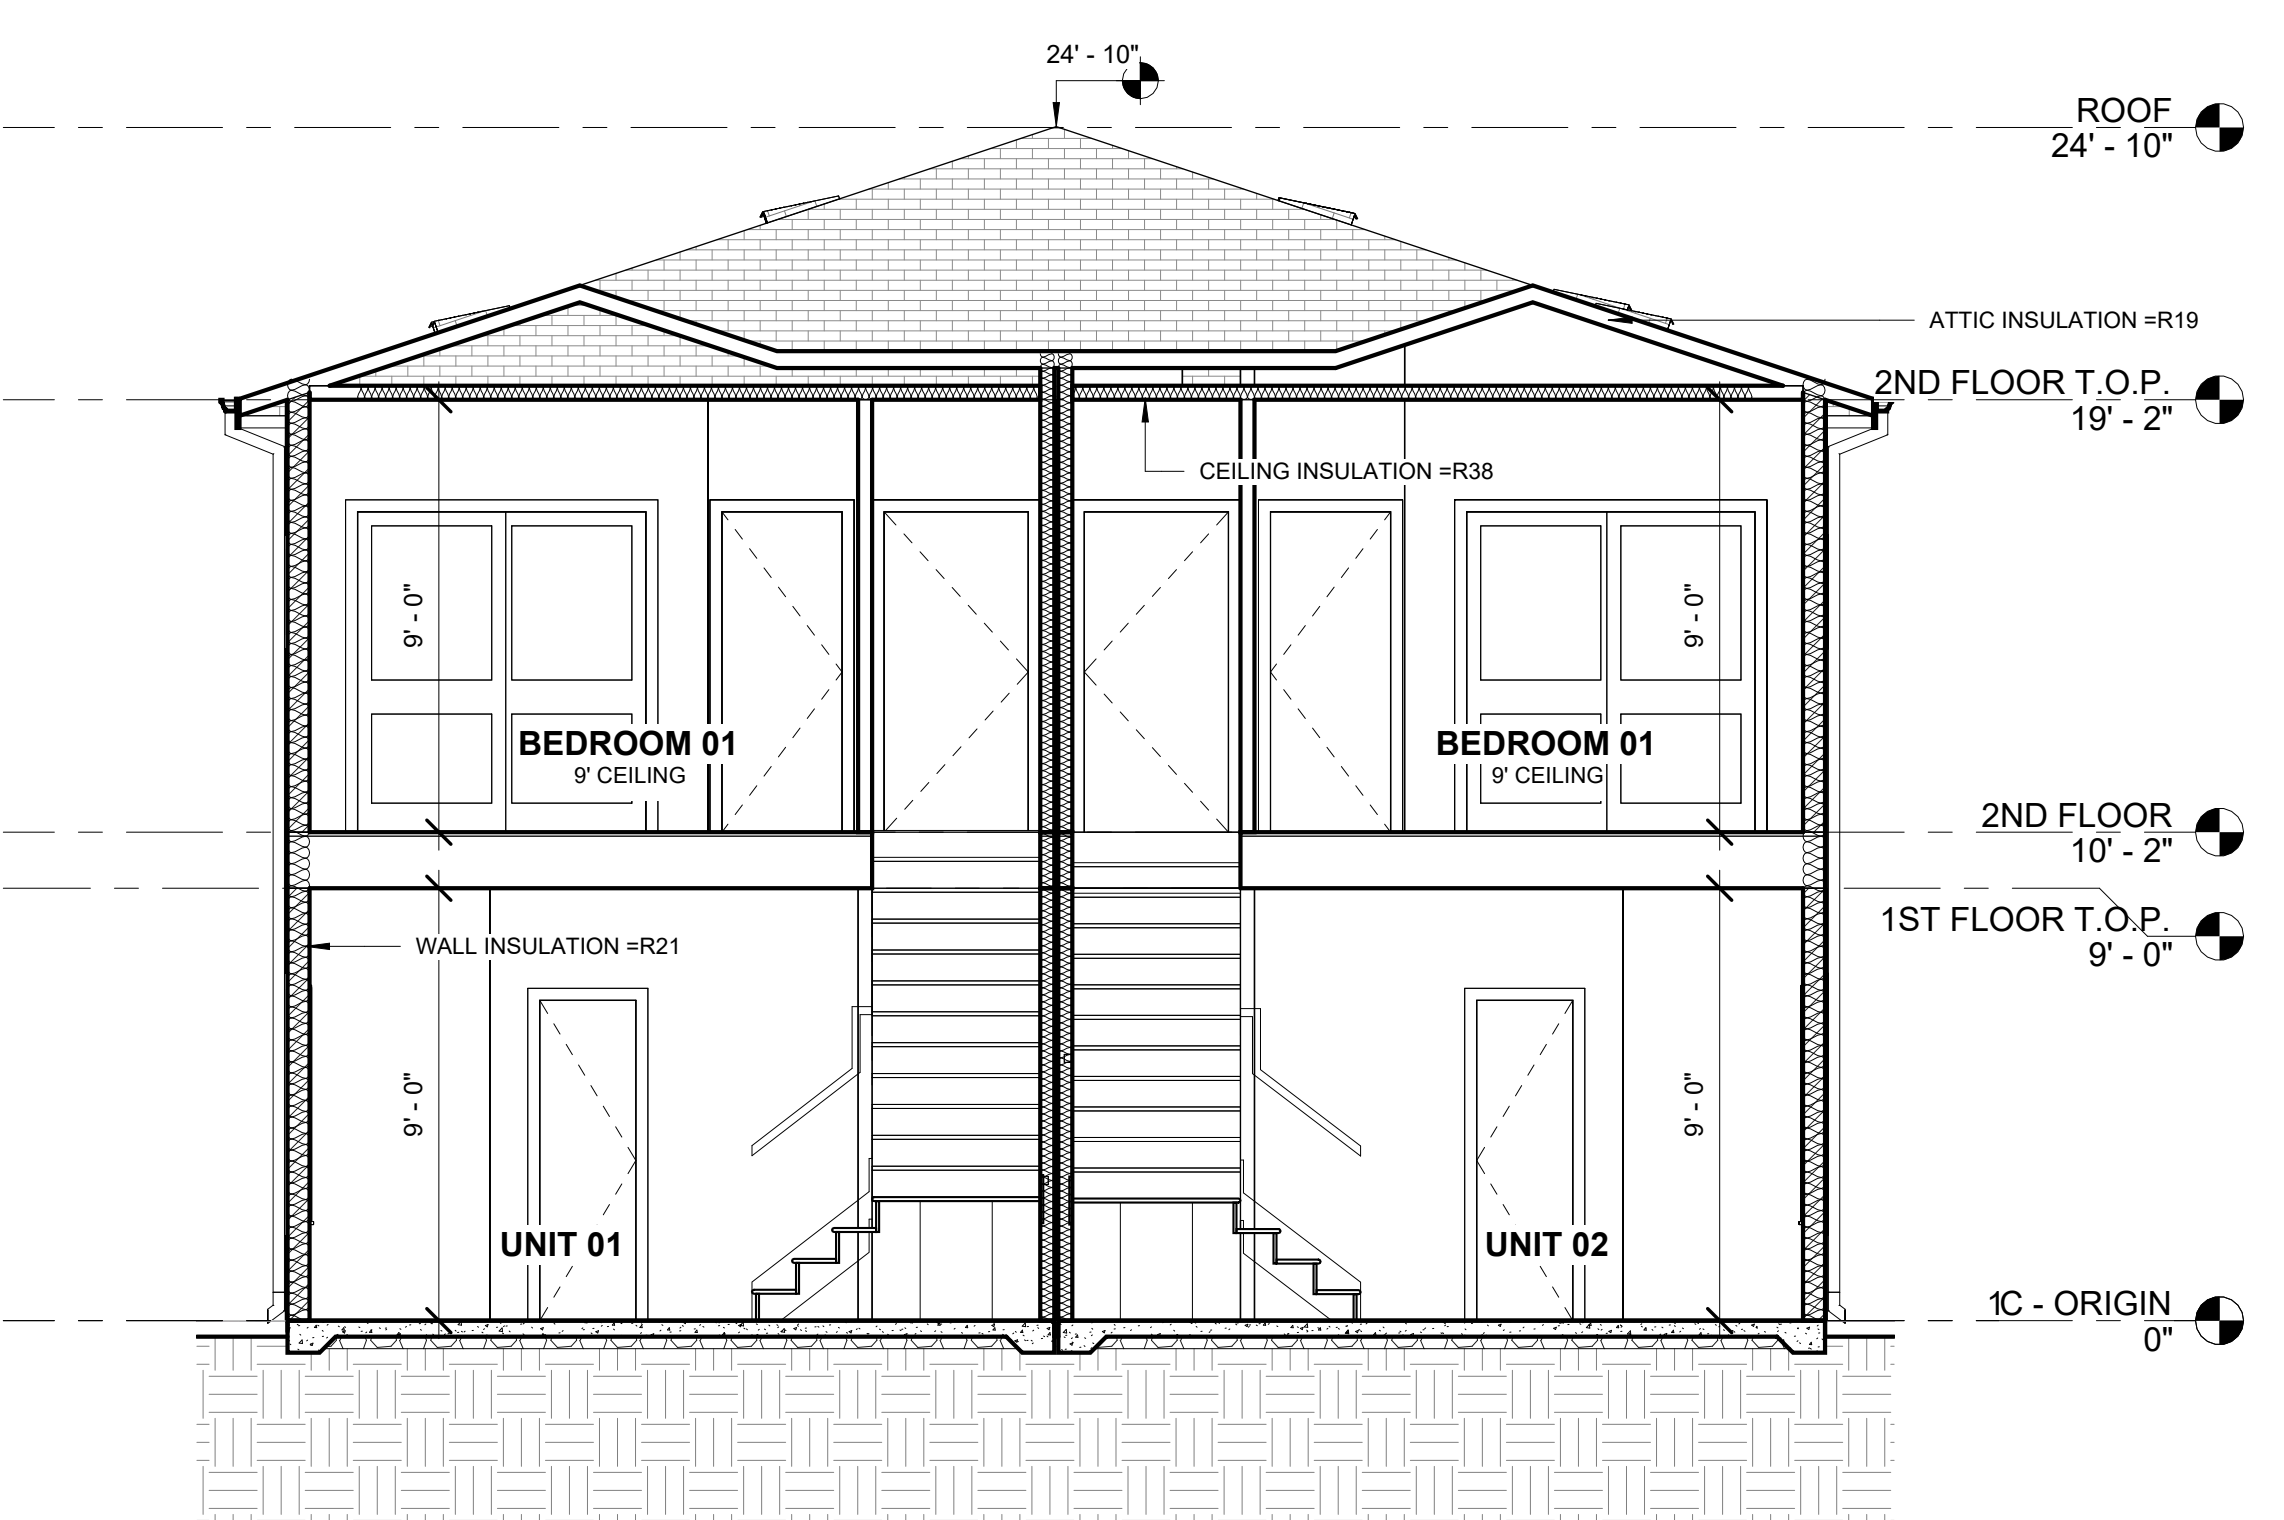 24' - 10"
ROOF
24' - 10"
ATTIC INSULATION =R19
2ND FLOOR T.O.P.
19' - 2"
CEILING INSULATION =R38
9' - 0"
9' - 0"
BEDROOM 01
9' CEILING
BEDROOM 01
9' CEILING
2ND FLOOR
10' - 2"
1ST FLOOR T.O.P.
9' - 0"
WALL INSULATION =R21
9' - 0"
9' - 0"
UNIT 01
UNIT 02
1C - ORIGIN
0"